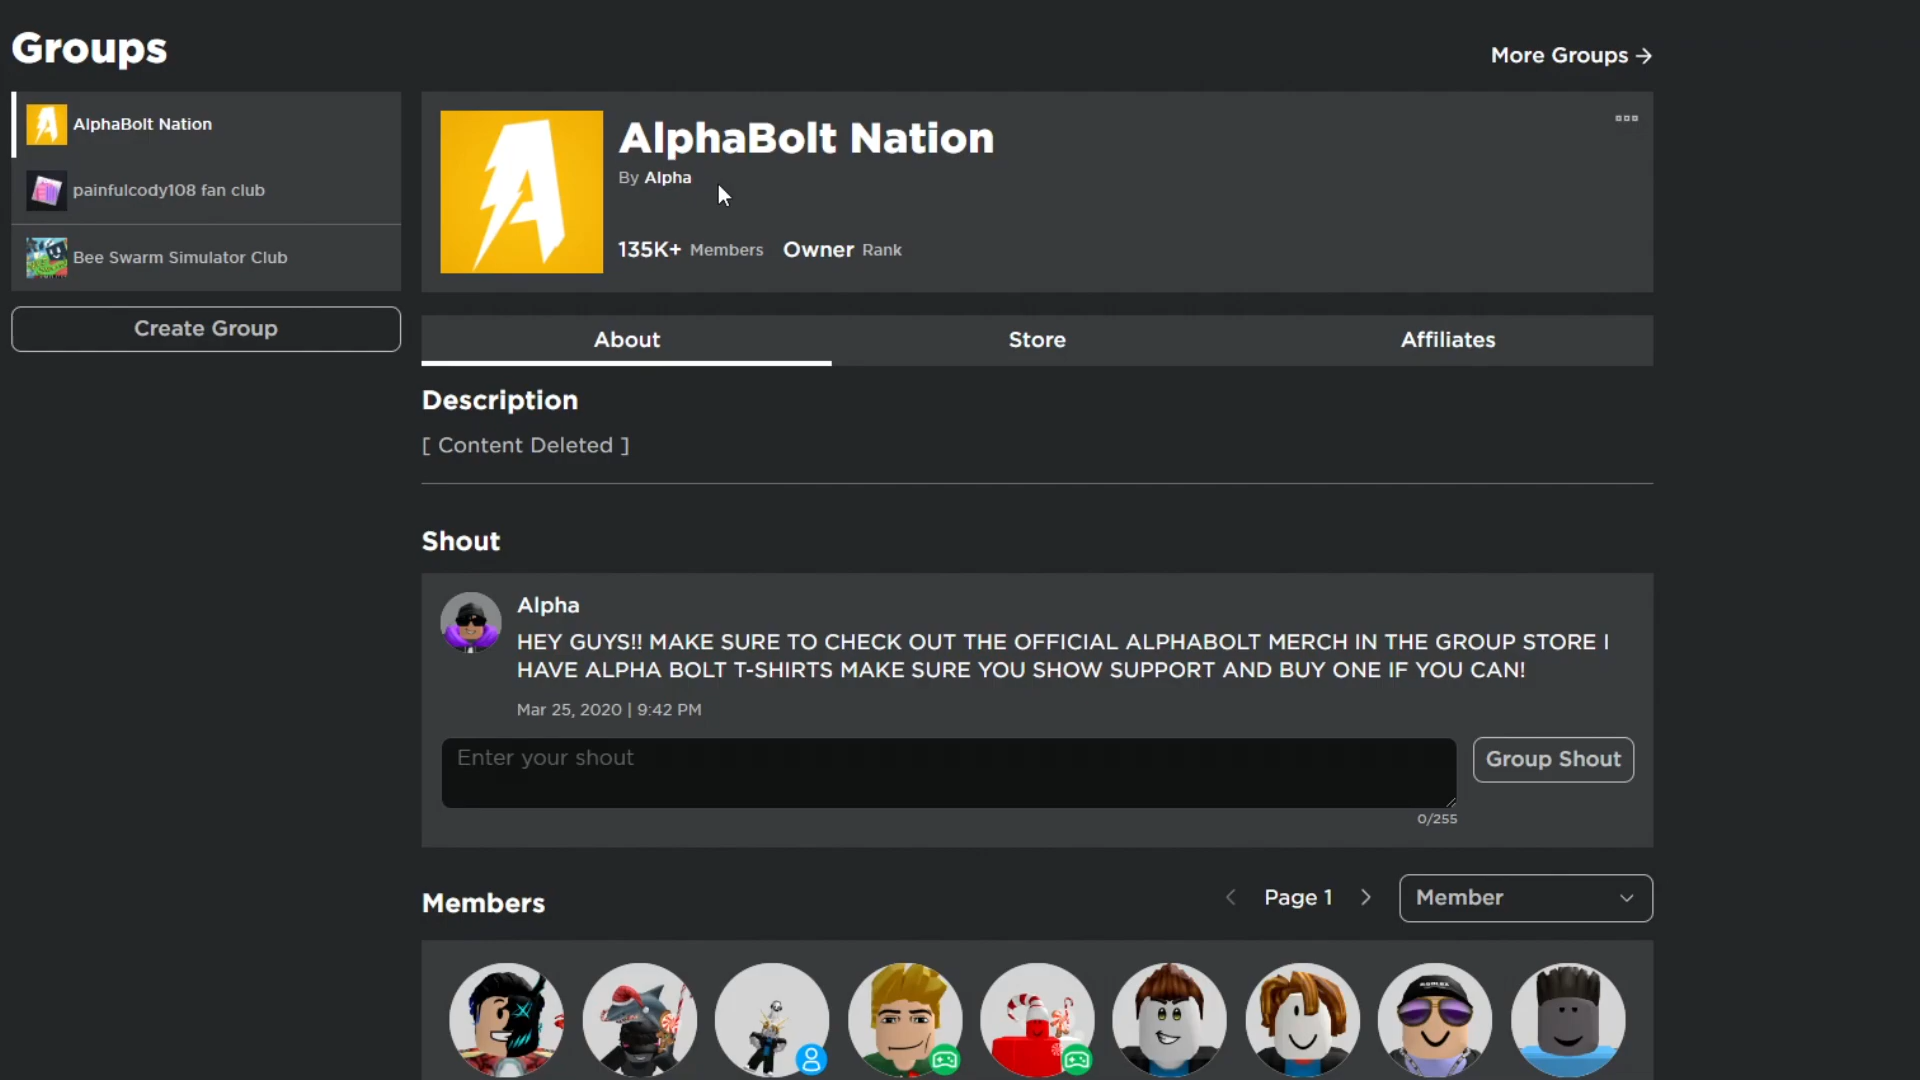 Groups
More Groups →
AlphaBolt Nation
painfulcody108 fan club
Bee Swarm Simulator Club
Create Group
AlphaBolt Nation
By Alpha
135K+ Members Owner Rank
About Store Affiliates
Description
[ Content Deleted ]
Shout
Alpha
HEY GUYS!! MAKE SURE TO CHECK OUT THE OFFICIAL ALPHABOLT MERCH IN THE GROUP STORE I
HAVE ALPHA BOLT T-SHIRTS MAKE SURE YOU SHOW SUPPORT AND BUY ONE IF YOU CAN!
Mar 25, 2020 | 9:42 PM
Enter your shout
Group Shout
0/255
Members
Page 1
Member